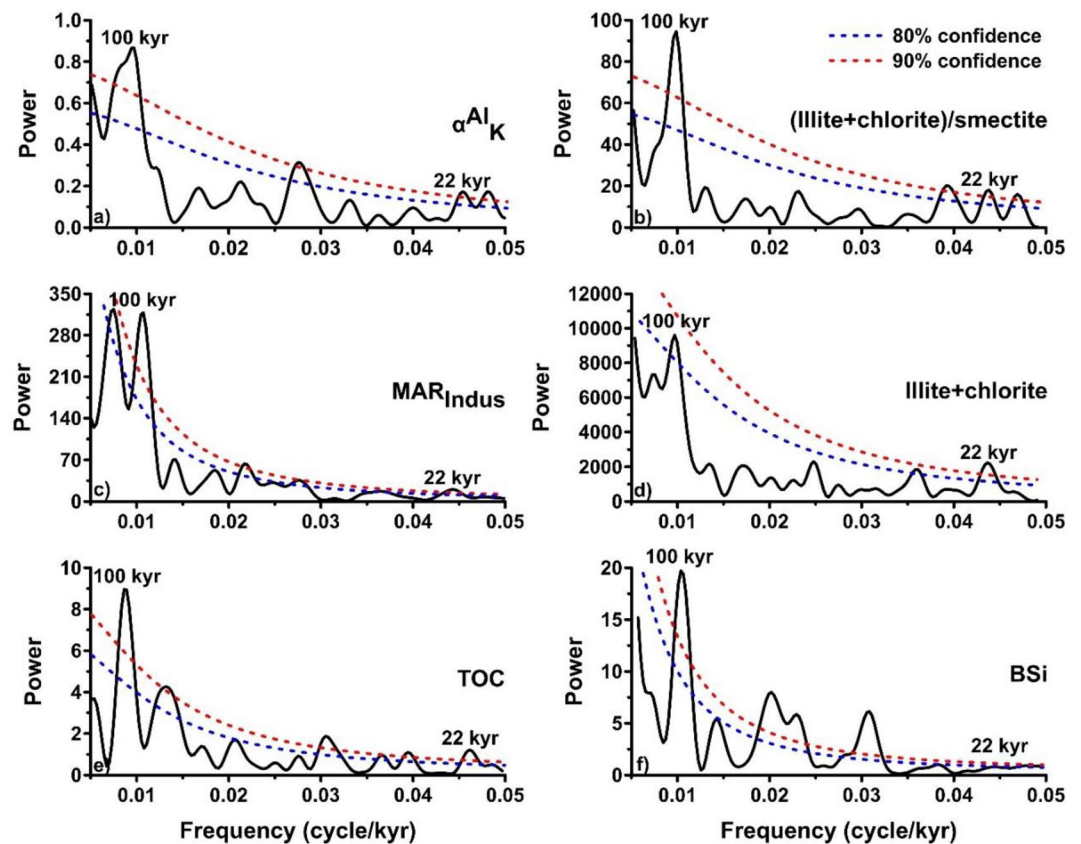 1.0
0.8
0.6
0.4
0.2
0.0
Power
100 kyr
αAlK
22 kyr
a)
0.01 0.02 0.03 0.04 0.05
100
80
60
40
20
0
Power
100 kyr
80% confidence
90% confidence
(Illite+chlorite)/smectite
22 kyr
b)
0.01 0.02 0.03 0.04 0.05
350
280
210
140
70
0
Power
100 kyr
MARIndus
22 kyr
c)
0.01 0.02 0.03 0.04 0.05
12000
10000
8000
6000
4000
2000
0
Power
100 kyr
Illite+chlorite
22 kyr
d)
0.01 0.02 0.03 0.04 0.05
10
8
6
4
2
0
Power
100 kyr
TOC
22 kyr
e)
0.01 0.02 0.03 0.04 0.05
Frequency (cycle/kyr)
20
15
10
5
0
Power
100 kyr
BSi
22 kyr
f)
0.01 0.02 0.03 0.04 0.05
Frequency (cycle/kyr)